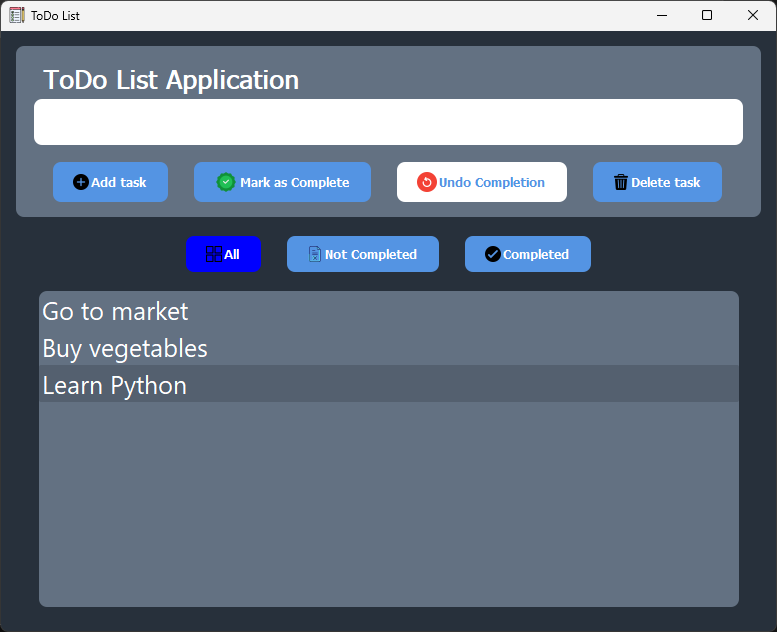 ToDo List
ToDo List Application
Add task Mark as Complete Undo Completion Delete task
All Not Completed Completed
Go to market
Buy vegetables
Learn Python